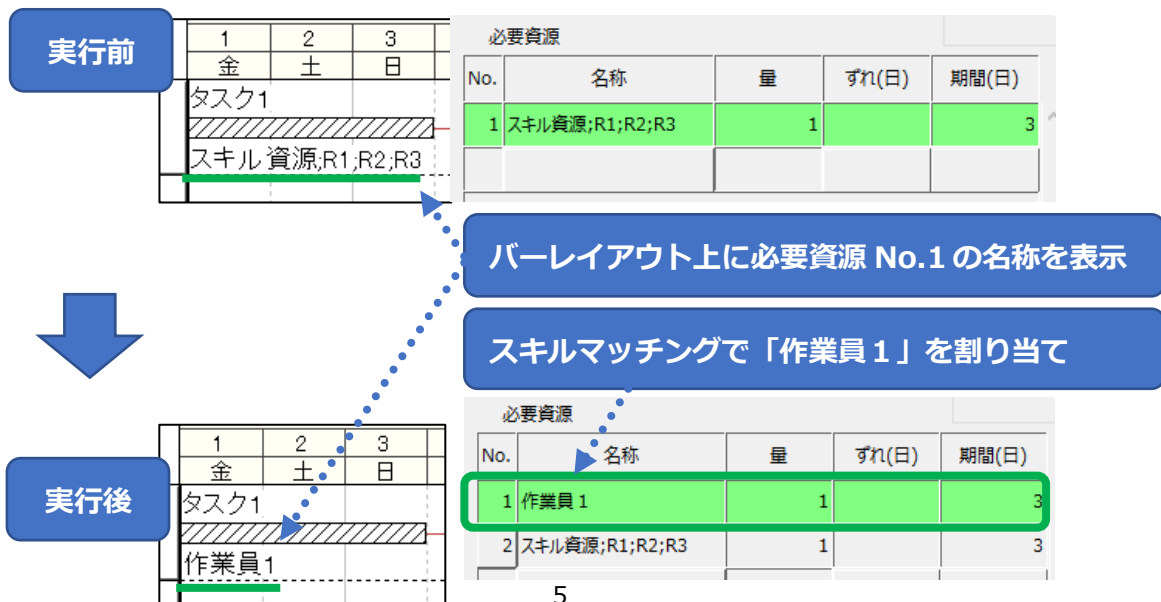 実行前
1 2 3
金 土 日
タスク1
スキル資源;R1;R2;R3
必要資源
No. 名称 量 ずれ(日) 期間(日)
1 スキル資源;R1;R2;R3 1 3
バーレイアウト上に必要資源 No.1 の名称を表示
スキルマッチングで「作業員１」を割り当て
実行後
1 2 3
金 土 日
タスク1
作業員1
必要資源
No. 名称 量 ずれ(日) 期間(日)
1 作業員1 1 3
2 スキル資源;R1;R2;R3 1 3
5